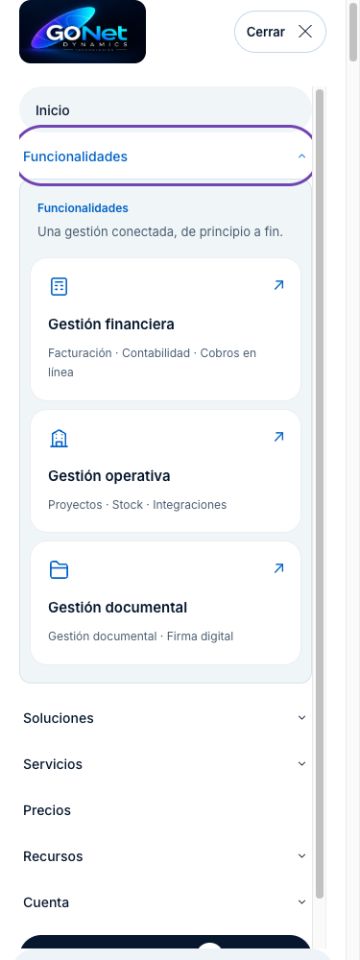 GONet
DYNAMICS
Cerrar
Inicio
Funcionalidades
Funcionalidades
Una gestión conectada, de principio a fin.
Gestión financiera
Facturación · Contabilidad · Cobros en
línea
Gestión operativa
Proyectos · Stock · Integraciones
Gestión documental
Gestión documental · Firma digital
Soluciones
Servicios
Precios
Recursos
Cuenta